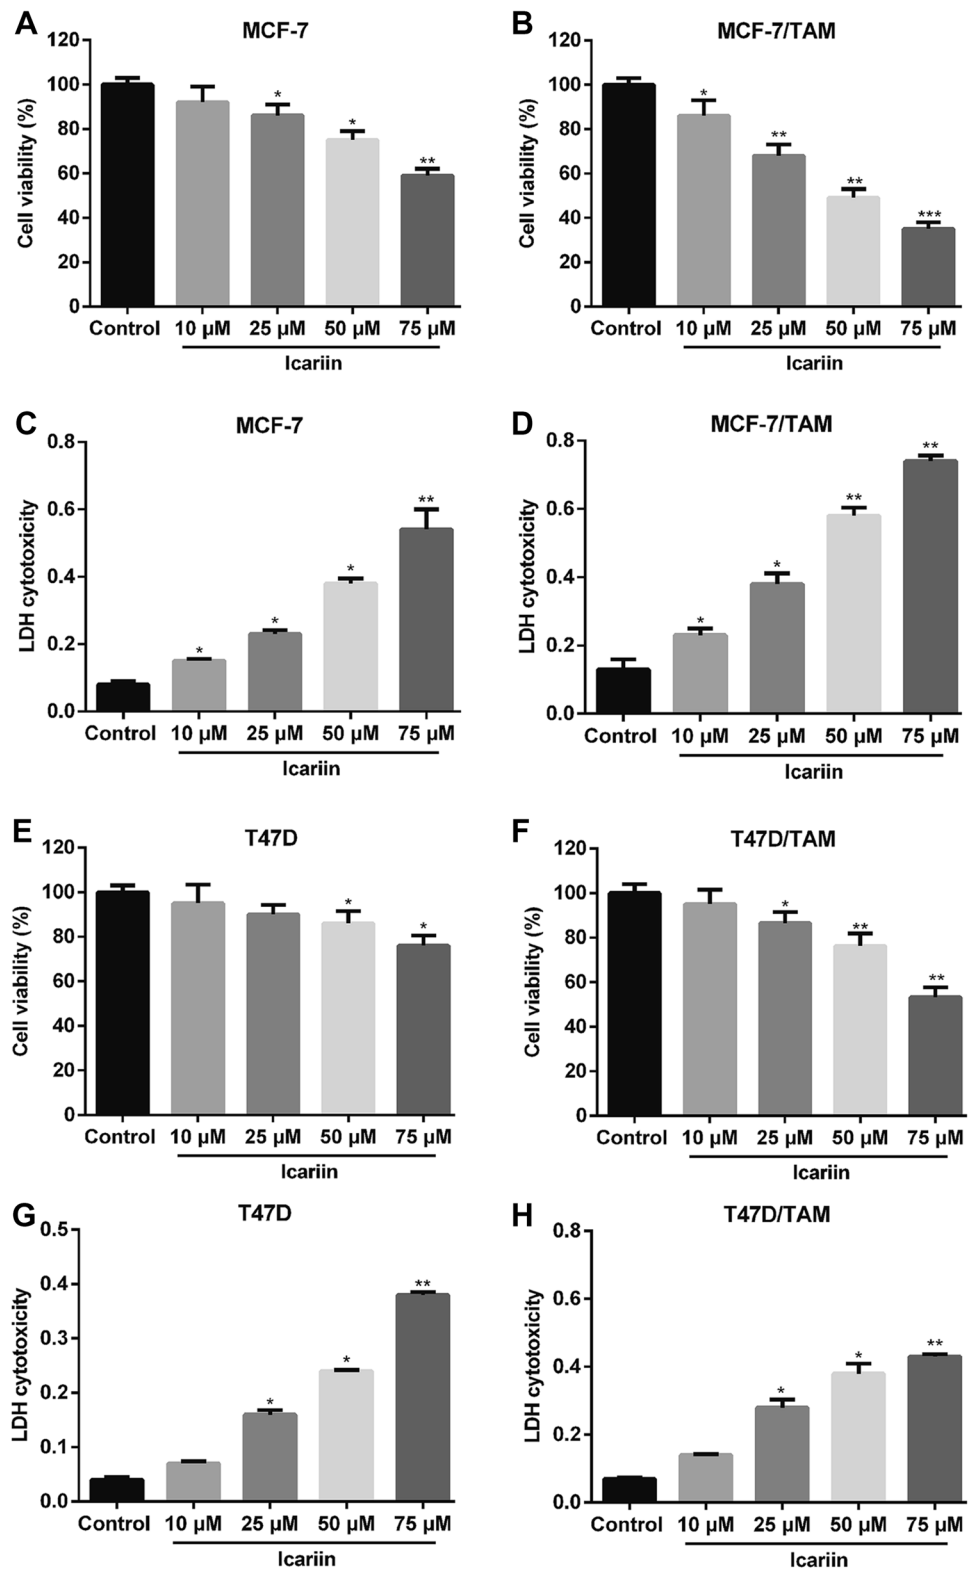 A
MCF-7
Cell viability (%)
120
100
80
60
40
20
0
*
*
**
Control 10 µM 25 µM 50 µM 75 µM
Icariin
B
MCF-7/TAM
Cell viability (%)
120
100
80
60
40
20
0
*
**
**
***
Control 10 µM 25 µM 50 µM 75 µM
Icariin
C
MCF-7
LDH cytotoxicity
0.8
0.6
0.4
0.2
0.0
*
*
*
**
Control 10 µM 25 µM 50 µM 75 µM
Icariin
D
MCF-7/TAM
LDH cytotoxicity
0.8
0.6
0.4
0.2
0.0
*
*
**
**
Control 10 µM 25 µM 50 µM 75 µM
Icariin
E
T47D
Cell viability (%)
120
100
80
60
40
20
0
*
*
Control 10 µM 25 µM 50 µM 75 µM
Icariin
F
T47D/TAM
Cell viability (%)
120
100
80
60
40
20
0
*
**
**
Control 10 µM 25 µM 50 µM 75 µM
Icariin
G
T47D
LDH cytotoxicity
0.5
0.4
0.3
0.2
0.1
0.0
*
*
**
Control 10 µM 25 µM 50 µM 75 µM
Icariin
H
T47D/TAM
LDH cytotoxicity
0.8
0.6
0.4
0.2
0.0
*
*
**
Control 10 µM 25 µM 50 µM 75 µM
Icariin